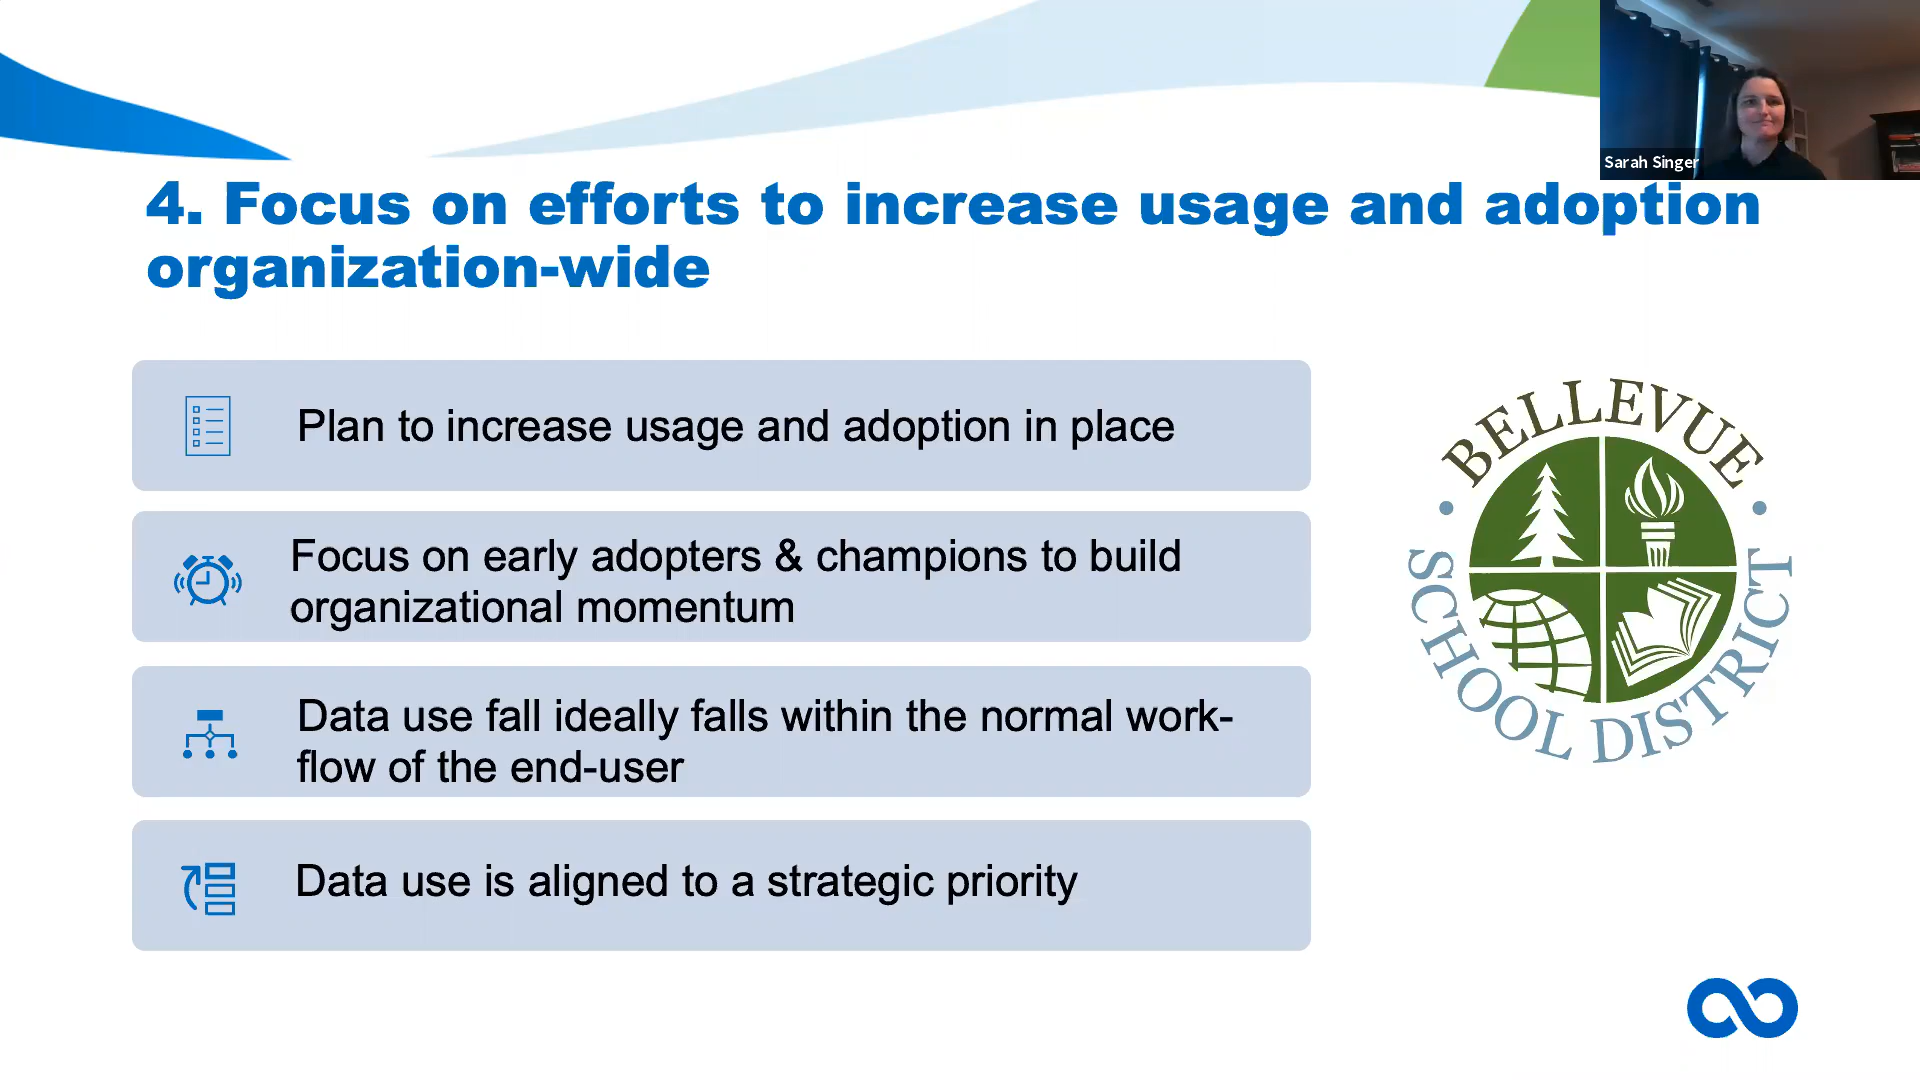 Sarah Singer
4. Focus on efforts to increase usage and adoption
organization-wide
Plan to increase usage and adoption in place
Focus on early adopters & champions to build
organizational momentum
Data use fall ideally falls within the normal work-
flow of the end-user
Data use is aligned to a strategic priority
BELLEVUE
SCHOOL DISTRICT